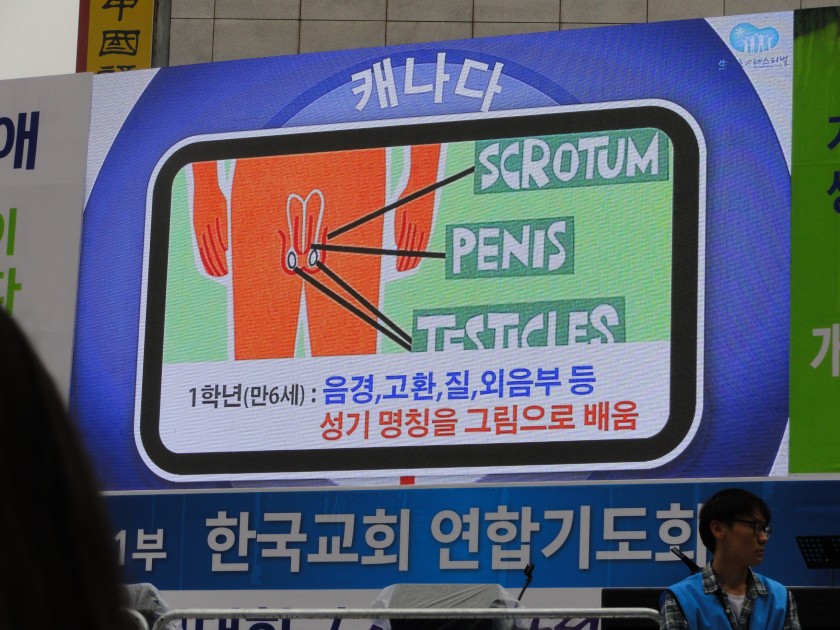 中國
캐나다
SCROTUM
PENIS
TESTICLES
1학년(만6세) : 음경,고환,질,외음부 등
성기 명칭을 그림으로 배움
1부 한국교회 연합기도회